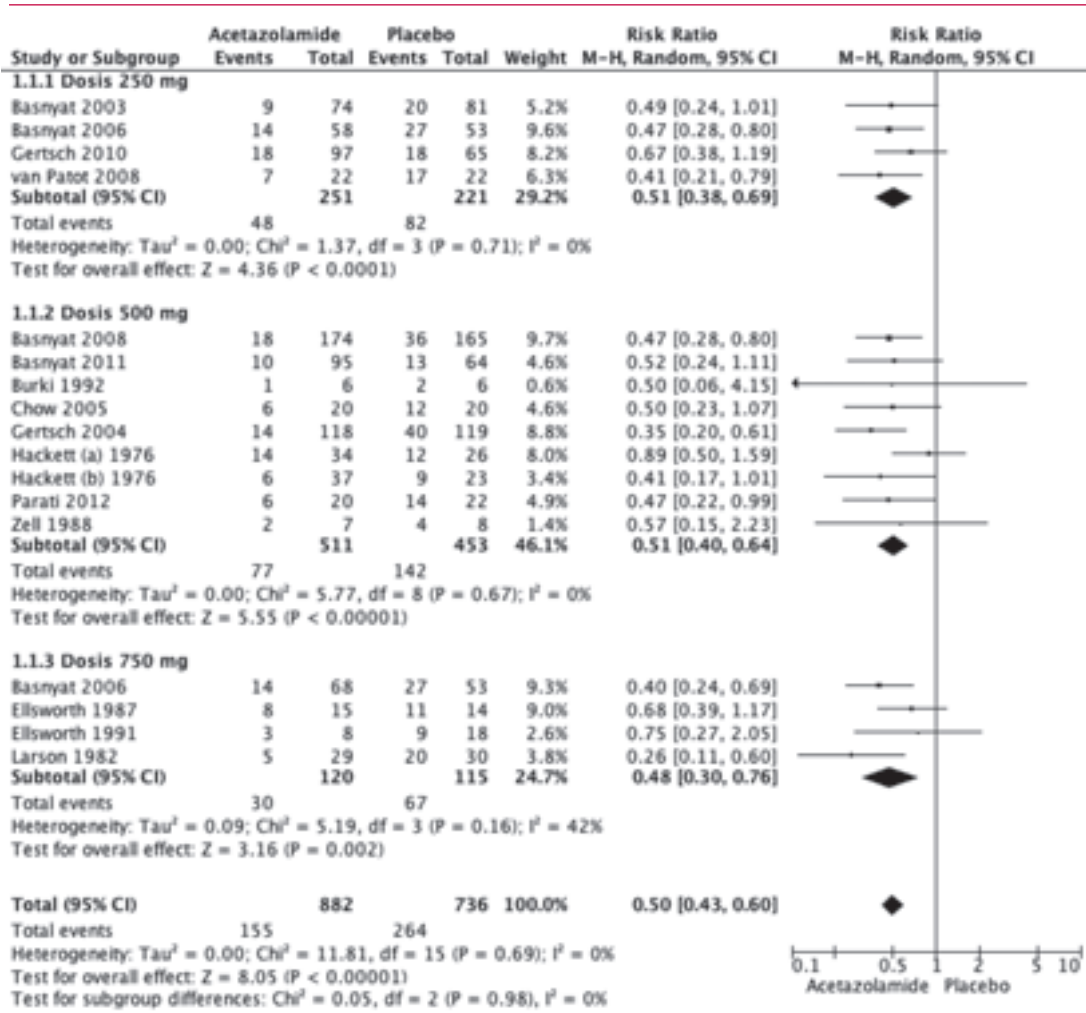 Acetazolamide Placebo Risk Ratio Risk Ratio
Study or Subgroup Events Total Events Total Weight M-H, Random, 95% CI M-H, Random, 95% CI
1.1.1 Dosis 250 mg
Basnyat 2003 9 74 20 81 5.2% 0.49 [0.24, 1.01]
Basnyat 2006 14 58 27 53 9.6% 0.47 [0.28, 0.80]
Gertsch 2010 18 97 18 65 8.2% 0.67 [0.38, 1.19]
van Patot 2008 7 22 17 22 6.3% 0.41 [0.21, 0.79]
Subtotal (95% CI) 251 221 29.2% 0.51 [0.38, 0.69]
Total events 48 82
Heterogeneity: Tau² = 0.00; Chi² = 1.37, df = 3 (P = 0.71); I² = 0%
Test for overall effect: Z = 4.36 (P < 0.0001)
1.1.2 Dosis 500 mg
Basnyat 2008 18 174 36 165 9.7% 0.47 [0.28, 0.80]
Basnyat 2011 10 95 13 64 4.6% 0.52 [0.24, 1.11]
Burki 1992 1 6 2 6 0.6% 0.50 [0.06, 4.15]
Chow 2005 6 20 12 20 4.6% 0.50 [0.23, 1.07]
Gertsch 2004 14 118 40 119 8.8% 0.35 [0.20, 0.61]
Hackett (a) 1976 14 34 12 26 8.0% 0.89 [0.50, 1.59]
Hackett (b) 1976 6 37 9 23 3.4% 0.41 [0.17, 1.01]
Parati 2012 6 20 14 22 4.9% 0.47 [0.22, 0.99]
Zell 1988 2 7 4 8 1.4% 0.57 [0.15, 2.23]
Subtotal (95% CI) 511 453 46.1% 0.51 [0.40, 0.64]
Total events 77 142
Heterogeneity: Tau² = 0.00; Chi² = 5.77, df = 8 (P = 0.67); I² = 0%
Test for overall effect: Z = 5.55 (P < 0.00001)
1.1.3 Dosis 750 mg
Basnyat 2006 14 68 27 53 9.3% 0.40 [0.24, 0.69]
Ellsworth 1987 8 15 11 14 9.0% 0.68 [0.39, 1.17]
Ellsworth 1991 3 8 9 18 2.6% 0.75 [0.27, 2.05]
Larson 1982 5 29 20 30 3.8% 0.26 [0.11, 0.60]
Subtotal (95% CI) 120 115 24.7% 0.48 [0.30, 0.76]
Total events 30 67
Heterogeneity: Tau² = 0.09; Chi² = 5.19, df = 3 (P = 0.16); I² = 42%
Test for overall effect: Z = 3.16 (P = 0.002)
Total (95% CI) 882 736 100.0% 0.50 [0.43, 0.60]
Total events 155 264
Heterogeneity: Tau² = 0.00; Chi² = 11.81, df = 15 (P = 0.69); I² = 0%
Test for overall effect: Z = 8.05 (P < 0.00001)
Test for subgroup differences: Chi² = 0.05, df = 2 (P = 0.98), I² = 0%
0.1 0.5 1 2 5 10
Acetazolamide Placebo